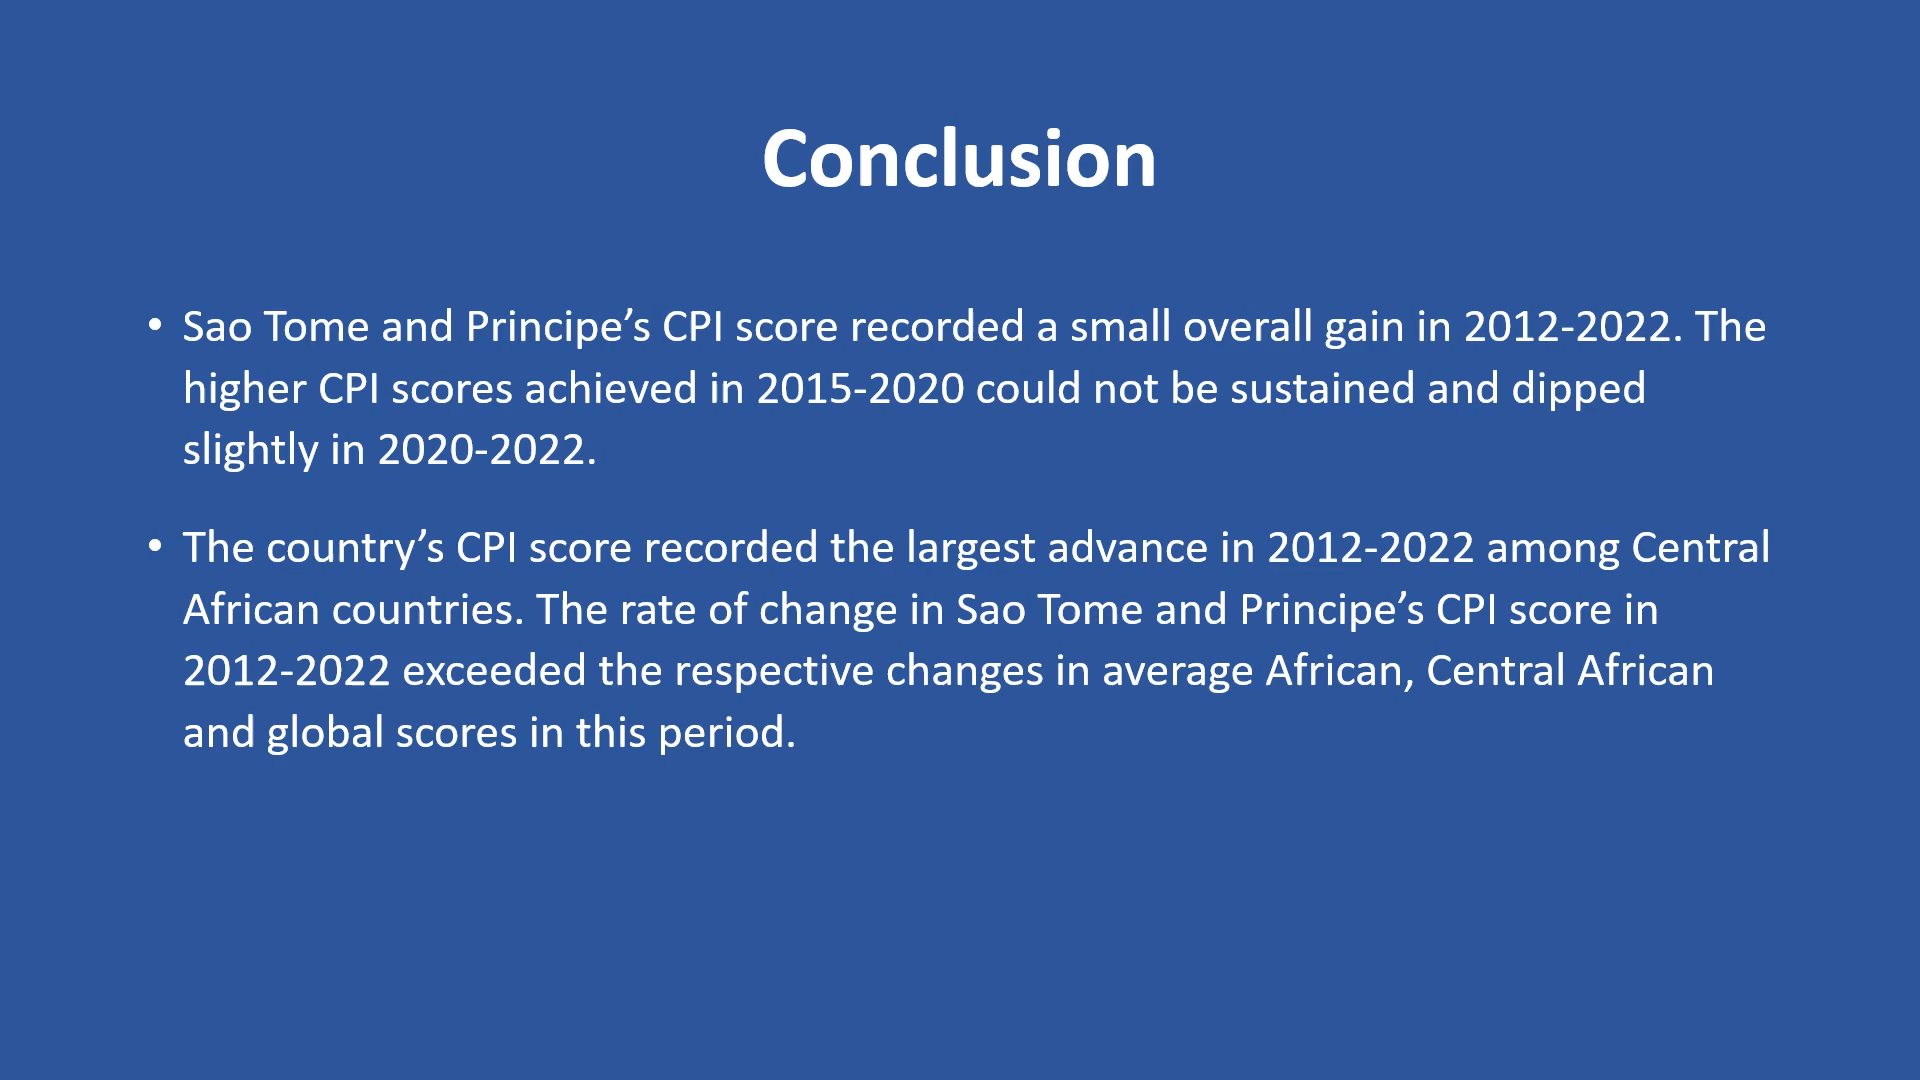 Conclusion
• Sao Tome and Principe’s CPI score recorded a small overall gain in 2012-2022. The
higher CPI scores achieved in 2015-2020 could not be sustained and dipped
slightly in 2020-2022.
• The country’s CPI score recorded the largest advance in 2012-2022 among Central
African countries. The rate of change in Sao Tome and Principe’s CPI score in
2012-2022 exceeded the respective changes in average African, Central African
and global scores in this period.